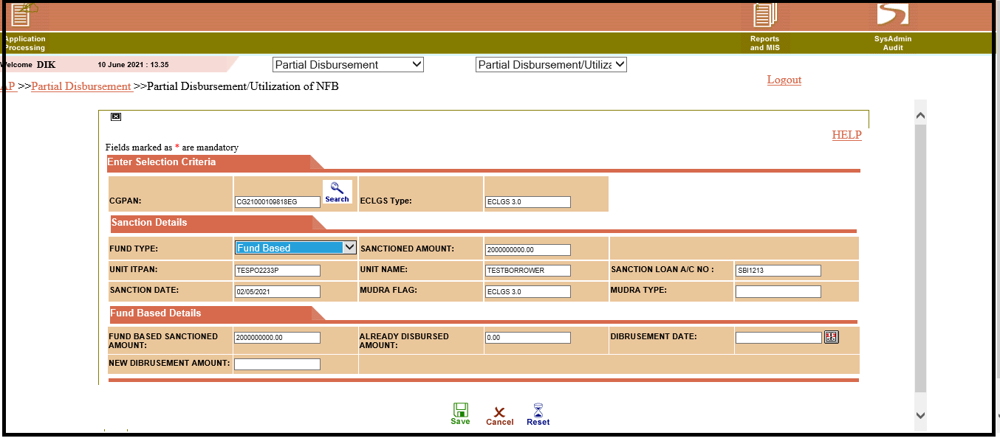 Application
Processing
Reports
and MIS
SysAdmin
Audit
Welcome DIK 10 June 2021 : 13.35
Partial Disbursement
Partial Disbursement/Utiliza
Logout
AP >>Partial Disbursement >>Partial Disbursement/Utilization of NFB
HELP
Fields marked as * are mandatory
Enter Selection Criteria
CGPAN: CG21000109818EG Search ECLGS Type: ECLGS 3.0
Sanction Details
FUND TYPE: Fund Based SANCTIONED AMOUNT: 2000000000.00
UNIT ITPAN: TESPO2233P UNIT NAME: TESTBORROWER SANCTION LOAN A/C NO : SBI1213
SANCTION DATE: 02/05/2021 MUDRA FLAG: ECLGS 3.0 MUDRA TYPE:
Fund Based Details
FUND BASED SANCTIONED
AMOUNT: 2000000000.00
ALREADY DISBURSED
AMOUNT: 0.00
DIBRUSEMENT DATE:
NEW DIBRUSEMENT AMOUNT:
Save Cancel Reset